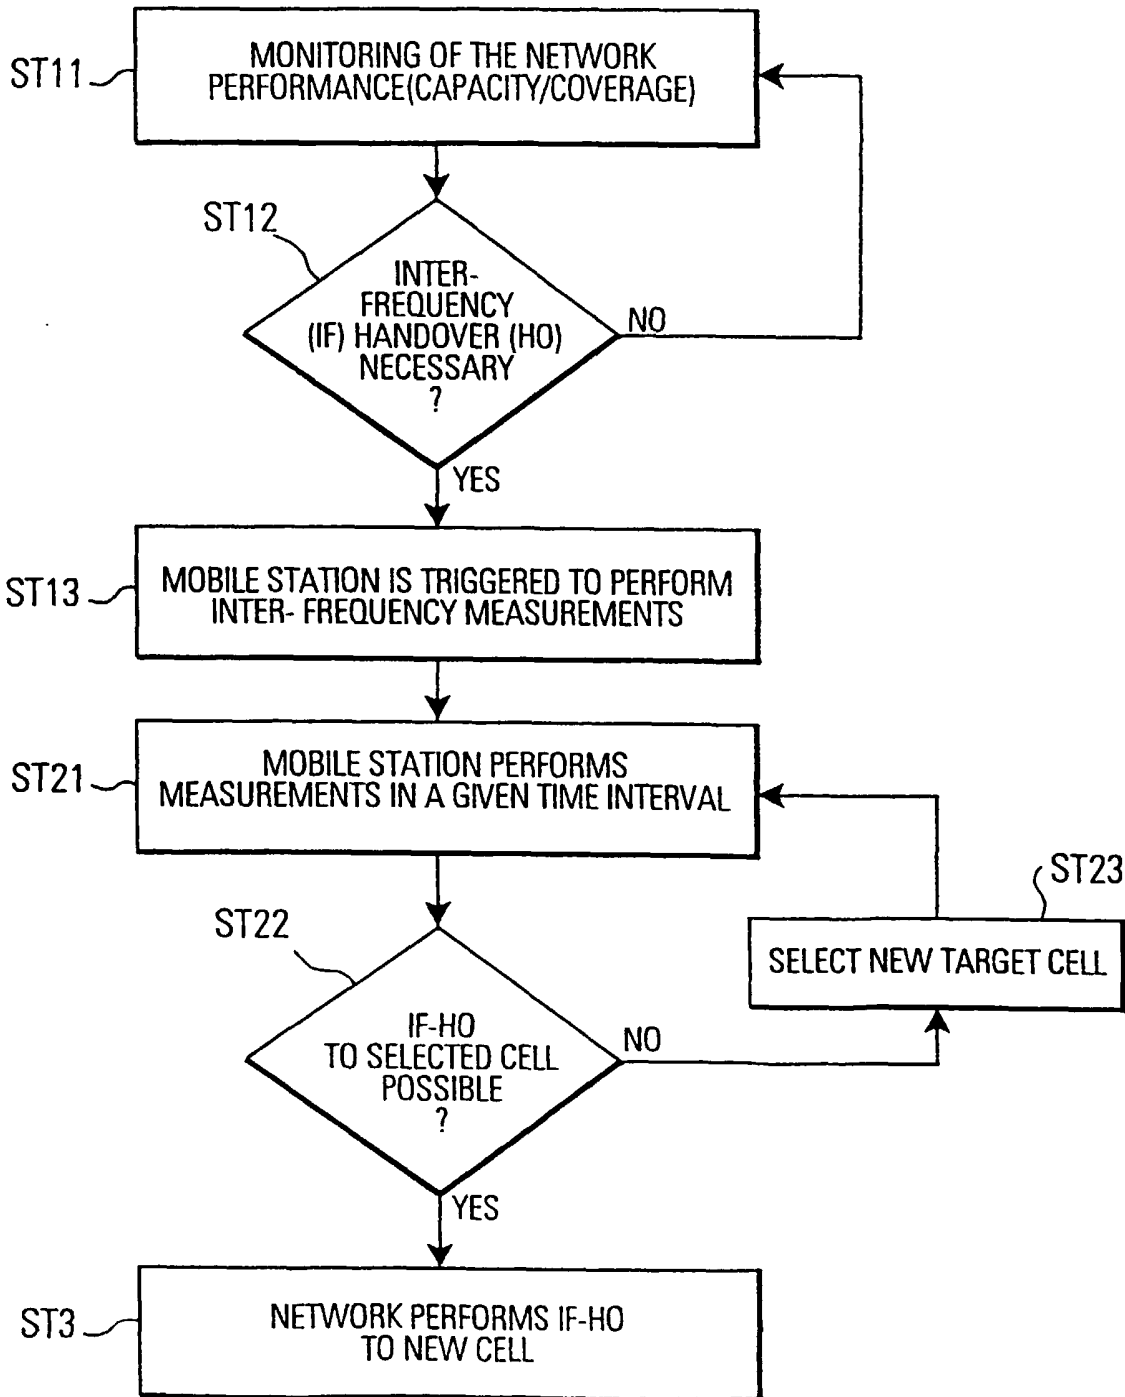 ST11
MONITORING OF THE NETWORK
PERFORMANCE(CAPACITY/COVERAGE)
ST12
INTER-
FREQUENCY
(IF) HANDOVER (HO)
NECESSARY
?
NO
YES
ST13
MOBILE STATION IS TRIGGERED TO PERFORM
INTER- FREQUENCY MEASUREMENTS
ST21
MOBILE STATION PERFORMS
MEASUREMENTS IN A GIVEN TIME INTERVAL
ST23
SELECT NEW TARGET CELL
ST22
IF-HO
TO SELECTED CELL
POSSIBLE
?
NO
YES
ST3
NETWORK PERFORMS IF-HO
TO NEW CELL